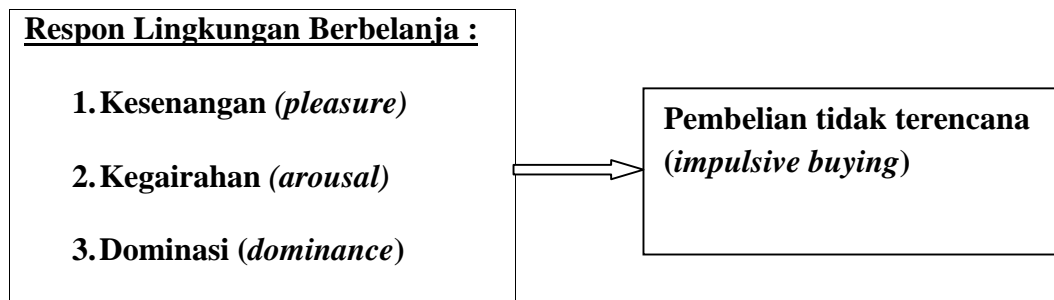 Respon Lingkungan Berbelanja :
1. Kesenangan (pleasure)
2. Kegairahan (arousal)
3. Dominasi (dominance)
Pembelian tidak terencana
(impulsive buying)